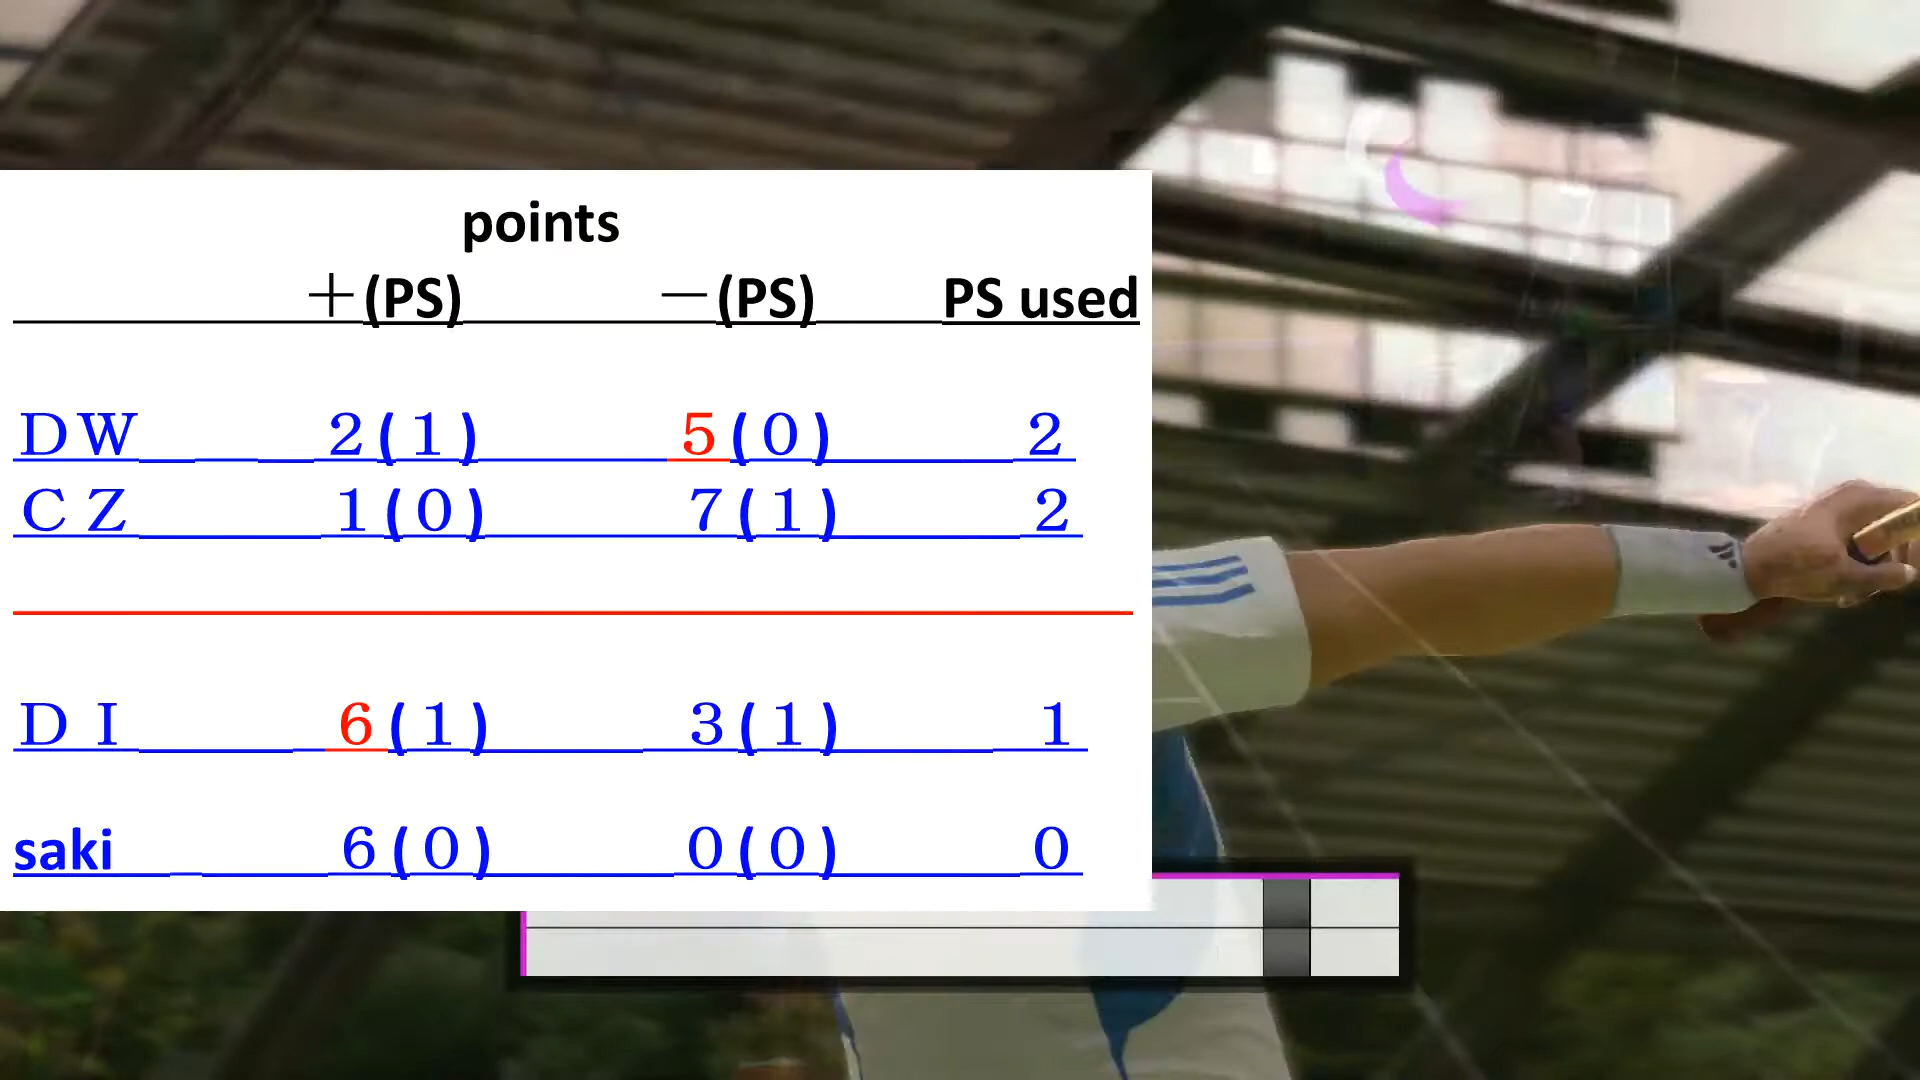 points
＋(PS) －(PS) PS used
ＤＷ ２(１) ５(０) ２
ＣＺ １(０) ７(１) ２
ＤＩ ６(１) ３(１) １
saki ６(０) ０(０) ０